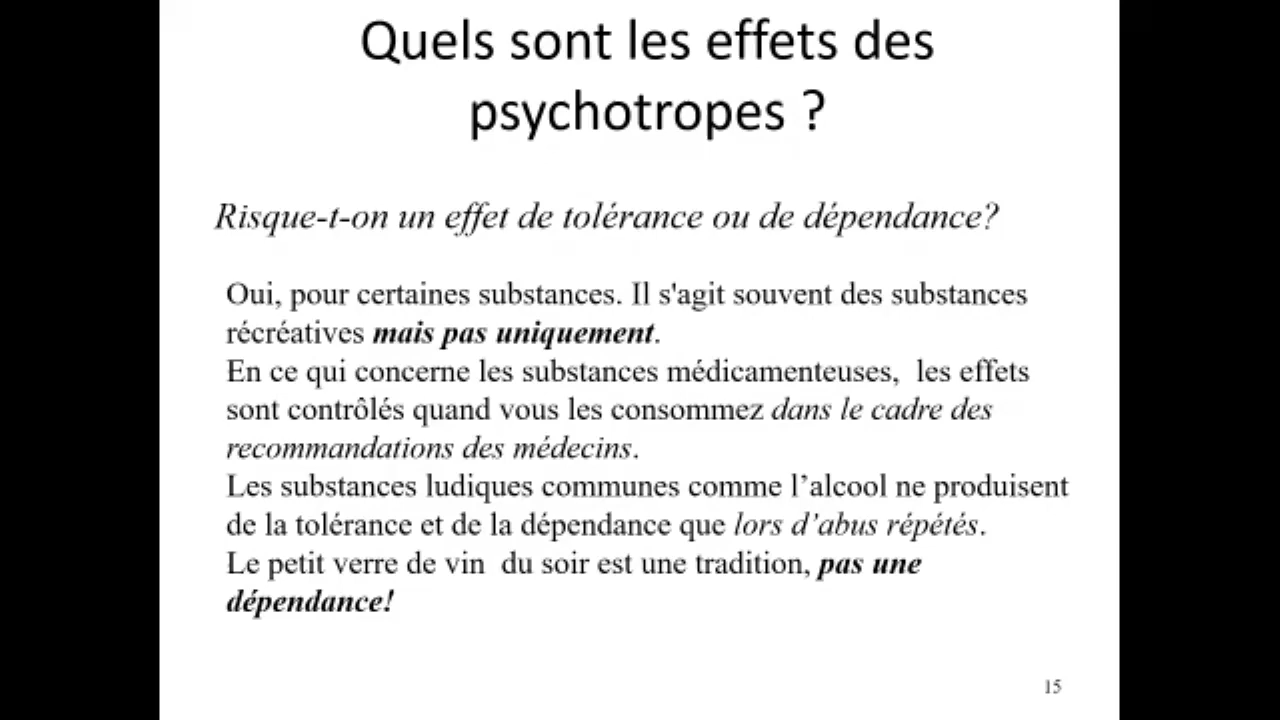 Quels sont les effets des
psychotropes ?
Risque-t-on un effet de tolérance ou de dépendance?
Oui, pour certaines substances. Il s'agit souvent des substances
récréatives mais pas uniquement.
En ce qui concerne les substances médicamenteuses,  les effets
sont contrôlés quand vous les consommez dans le cadre des
recommandations des médecins.
Les substances ludiques communes comme l’alcool ne produisent
de la tolérance et de la dépendance que lors d’abus répétés.
Le petit verre de vin  du soir est une tradition, pas une
dépendance!
15